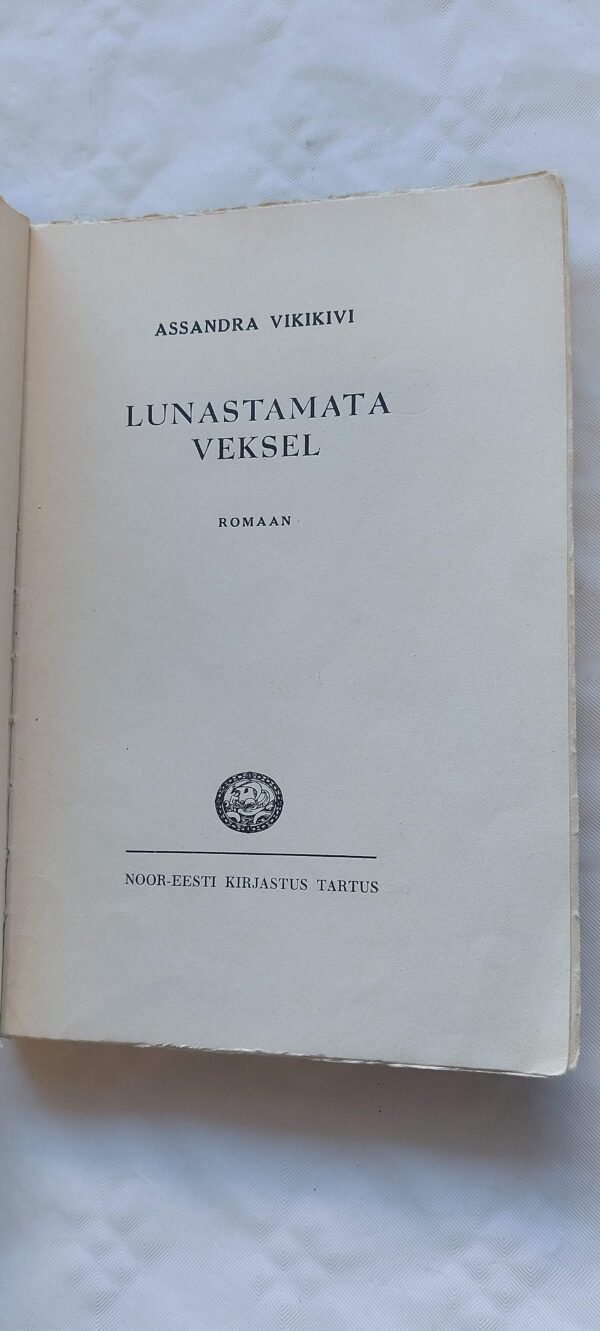 ASSANDRA VIKIKIVI
LUNASTAMATA
VEKSEL
ROMAAN
NOOR-EESTI KIRJASTUS TARTUS